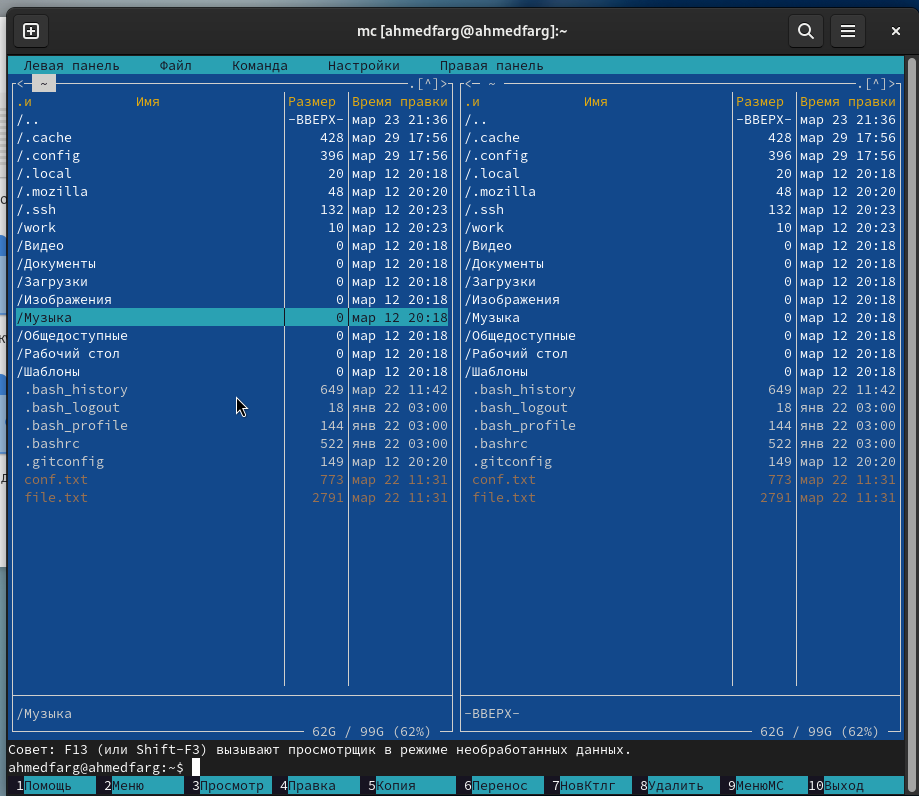 mc [ahmedfarg@ahmedfarg]:~
Левая панель Файл Команда Настройки Правая панель
<─ ~ .[^]> <─ ~ .[^]>
.и Имя Размер Время правки .и Имя Размер Время правки
/.. -ВВЕРХ- мар 23 21:36 /.. -ВВЕРХ- мар 23 21:36
/.cache 428 мар 29 17:56 /.cache 428 мар 29 17:56
/.config 396 мар 29 17:56 /.config 396 мар 29 17:56
/.local 20 мар 12 20:18 /.local 20 мар 12 20:18
/.mozilla 48 мар 12 20:20 /.mozilla 48 мар 12 20:20
/.ssh 132 мар 12 20:23 /.ssh 132 мар 12 20:23
/work 10 мар 12 20:23 /work 10 мар 12 20:23
/Видео 0 мар 12 20:18 /Видео 0 мар 12 20:18
/Документы 0 мар 12 20:18 /Документы 0 мар 12 20:18
/Загрузки 0 мар 12 20:18 /Загрузки 0 мар 12 20:18
/Изображения 0 мар 12 20:18 /Изображения 0 мар 12 20:18
/Музыка 0 мар 12 20:18 /Музыка 0 мар 12 20:18
/Общедоступные 0 мар 12 20:18 /Общедоступные 0 мар 12 20:18
/Рабочий стол 0 мар 12 20:18 /Рабочий стол 0 мар 12 20:18
/Шаблоны 0 мар 12 20:18 /Шаблоны 0 мар 12 20:18
.bash_history 649 мар 22 11:42 .bash_history 649 мар 22 11:42
.bash_logout 18 янв 22 03:00 .bash_logout 18 янв 22 03:00
.bash_profile 144 янв 22 03:00 .bash_profile 144 янв 22 03:00
.bashrc 522 янв 22 03:00 .bashrc 522 янв 22 03:00
.gitconfig 149 мар 12 20:20 .gitconfig 149 мар 12 20:20
conf.txt 773 мар 22 11:31 conf.txt 773 мар 22 11:31
file.txt 2791 мар 22 11:31 file.txt 2791 мар 22 11:31
/Музыка -ВВЕРХ-
62G / 99G (62%) 62G / 99G (62%)
Совет: F13 (или Shift-F3) вызывают просмотрщик в режиме необработанных данных.
ahmedfarg@ahmedfarg:~$
1Помощь 2Меню 3Просмотр 4Правка 5Копия 6Перенос 7НовКтлг 8Удалить 9МенюМС 10Выход